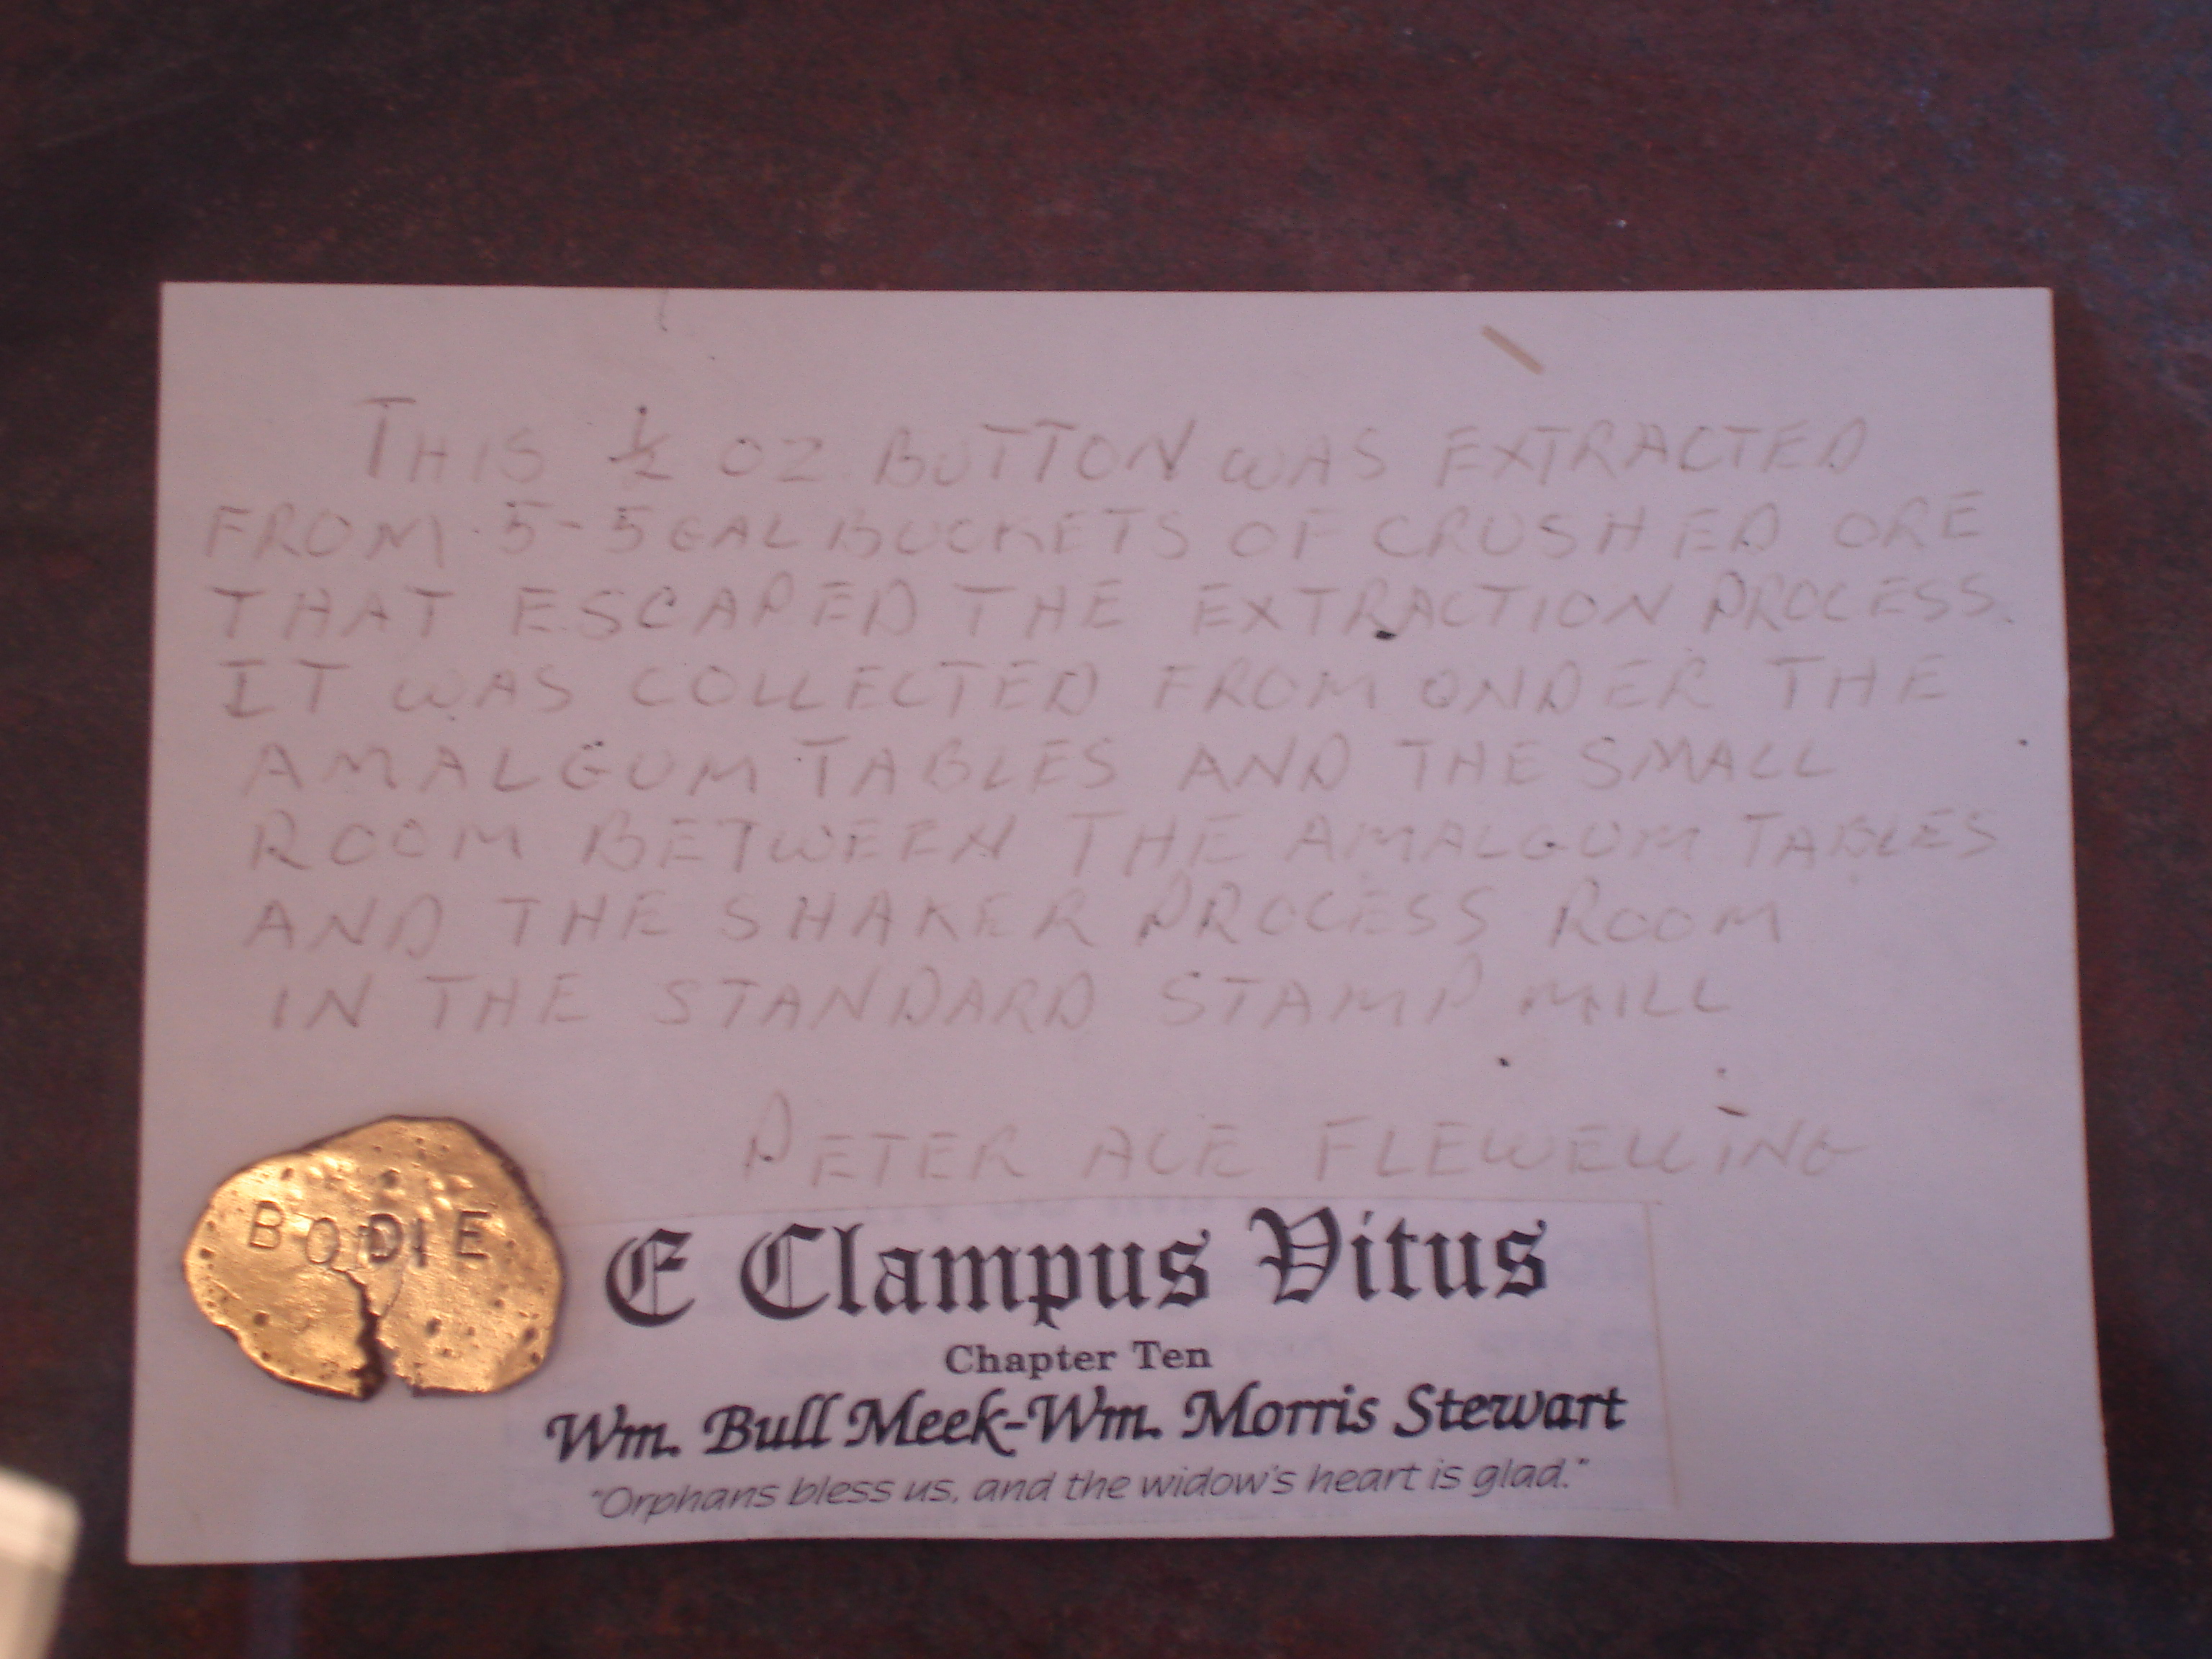 THIS ½ OZ BUTTON WAS EXTRACTED
FROM 5-5 GAL BUCKETS OF CRUSHED ORE
THAT ESCAPED THE EXTRACTION PROCESS.
IT WAS COLLECTED FROM UNDER THE
AMALGUM TABLES AND THE SMALL
ROOM BETWEEN THE AMALGUM TABLES
AND THE SHAKER PROCESS ROOM
IN THE STANDARD STAMP MILL
PETER ACE FLEWELLING
BODIE
E Clampus Vitus
Chapter Ten
Wm. Bull Meek-Wm. Morris Stewart
"Orphans bless us, and the widow's heart is glad."